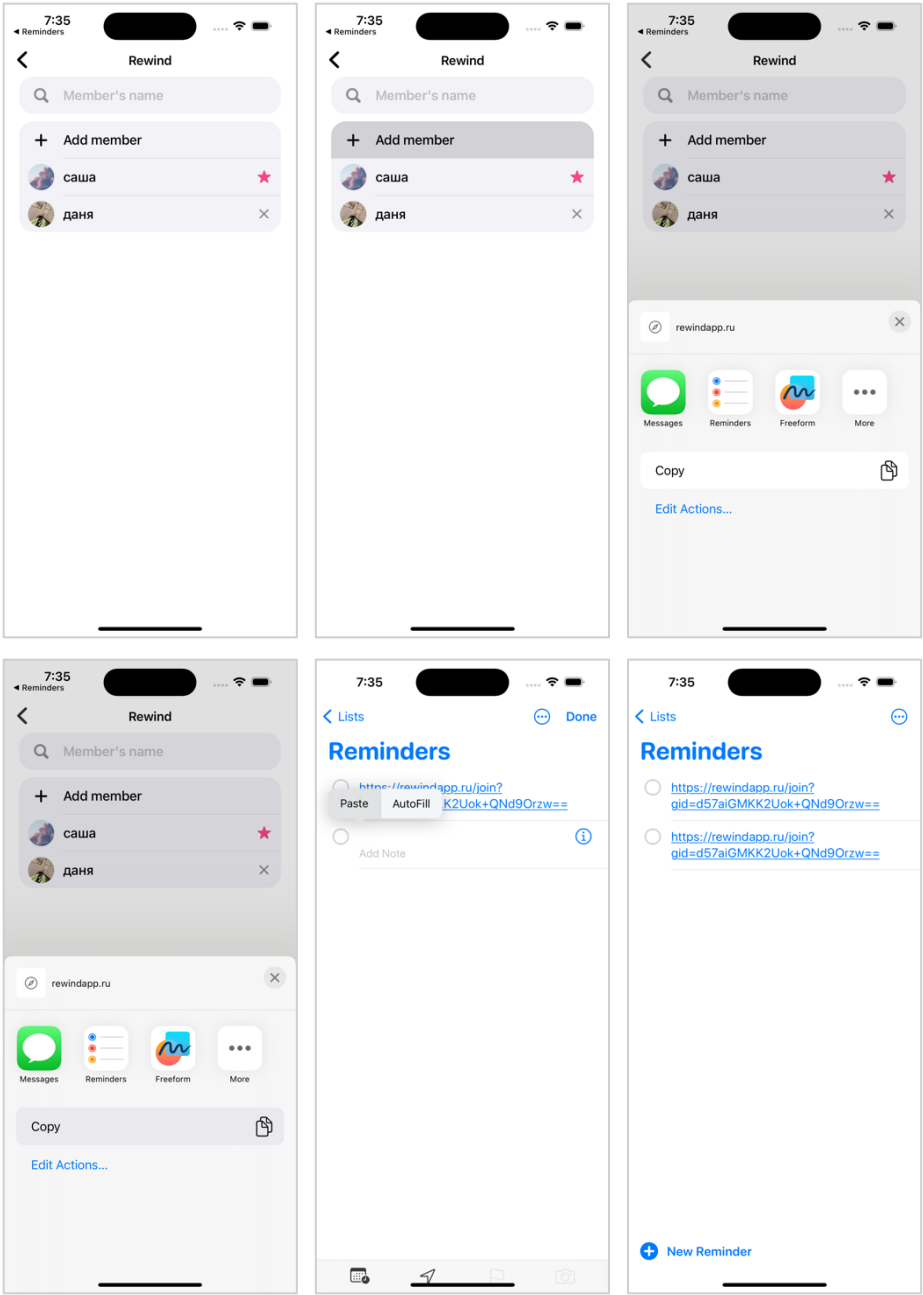 7:35
◀ Reminders
Rewind
Member's name
Add member
саша
даня
7:35
◀ Reminders
Rewind
Member's name
Add member
саша
даня
7:35
◀ Reminders
Rewind
Member's name
Add member
саша
даня
rewindapp.ru
Messages
Reminders
Freeform
More
Copy
Edit Actions...
7:35
◀ Reminders
Rewind
Member's name
Add member
саша
даня
rewindapp.ru
Messages
Reminders
Freeform
More
Copy
Edit Actions...
7:35
Lists
Done
Reminders
https://rewindapp.ru/join?
K2Uok+QNd9Orzw==
Paste
AutoFill
Add Note
7:35
Lists
Reminders
https://rewindapp.ru/join?
gid=d57aiGMKK2Uok+QNd9Orzw==
https://rewindapp.ru/join?
gid=d57aiGMKK2Uok+QNd9Orzw==
New Reminder